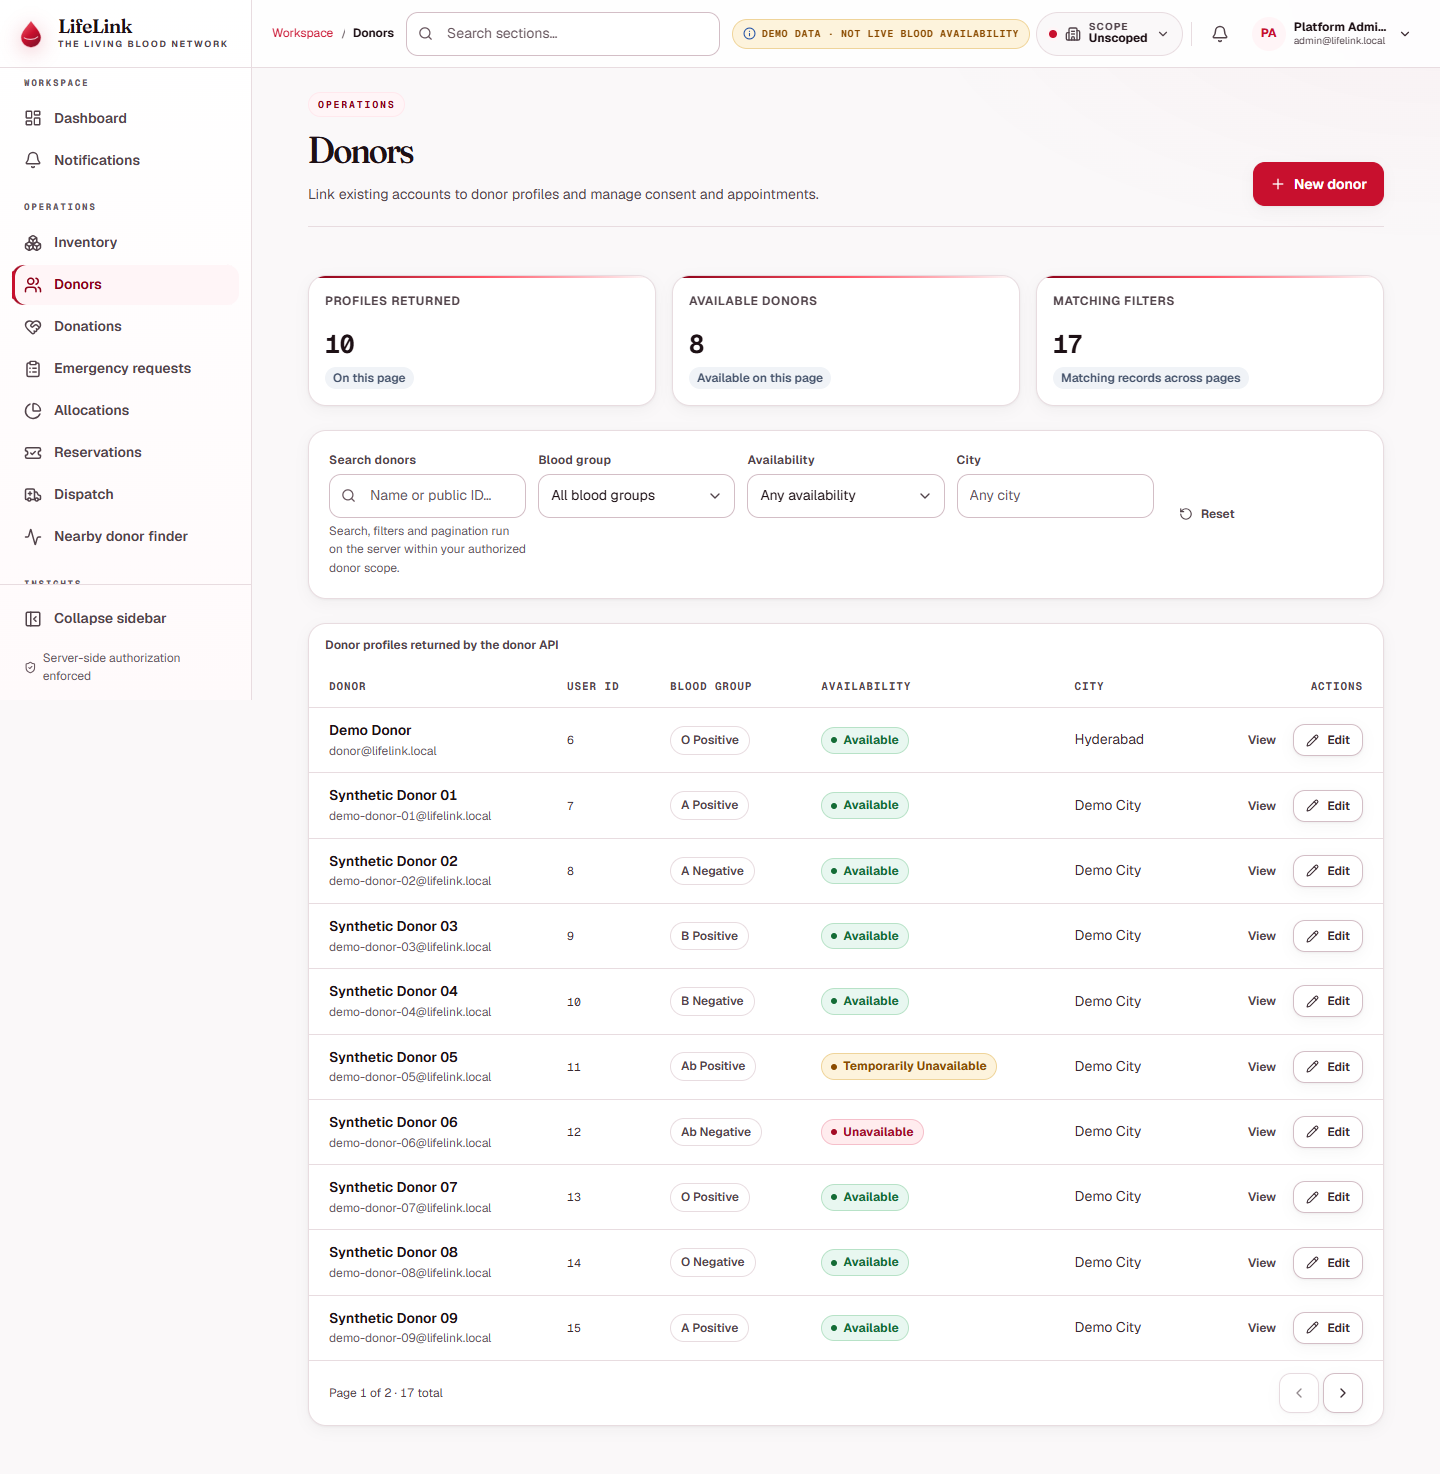 LifeLink
THE LIVING BLOOD NETWORK
Workspace / Donors
Search sections...
DEMO DATA · NOT LIVE BLOOD AVAILABILITY
SCOPE
Unscoped
PA
Platform Admi...
admin@lifelink.local
WORKSPACE
Dashboard
Notifications
OPERATIONS
Inventory
Donors
Donations
Emergency requests
Allocations
Reservations
Dispatch
Nearby donor finder
INSIGHTS
Collapse sidebar
Server-side authorization
enforced
OPERATIONS
Donors
Link existing accounts to donor profiles and manage consent and appointments.
New donor
PROFILES RETURNED
10
On this page
AVAILABLE DONORS
8
Available on this page
MATCHING FILTERS
17
Matching records across pages
Search donors
Name or public ID...
Search, filters and pagination run
on the server within your authorized
donor scope.
Blood group
All blood groups
Availability
Any availability
City
Any city
Reset
Donor profiles returned by the donor API
DONOR USER ID BLOOD GROUP AVAILABILITY CITY ACTIONS
Demo Donor
donor@lifelink.local
6 O Positive Available Hyderabad View Edit
Synthetic Donor 01
demo-donor-01@lifelink.local
7 A Positive Available Demo City View Edit
Synthetic Donor 02
demo-donor-02@lifelink.local
8 A Negative Available Demo City View Edit
Synthetic Donor 03
demo-donor-03@lifelink.local
9 B Positive Available Demo City View Edit
Synthetic Donor 04
demo-donor-04@lifelink.local
10 B Negative Available Demo City View Edit
Synthetic Donor 05
demo-donor-05@lifelink.local
11 Ab Positive Temporarily Unavailable Demo City View Edit
Synthetic Donor 06
demo-donor-06@lifelink.local
12 Ab Negative Unavailable Demo City View Edit
Synthetic Donor 07
demo-donor-07@lifelink.local
13 O Positive Available Demo City View Edit
Synthetic Donor 08
demo-donor-08@lifelink.local
14 O Negative Available Demo City View Edit
Synthetic Donor 09
demo-donor-09@lifelink.local
15 A Positive Available Demo City View Edit
Page 1 of 2 · 17 total